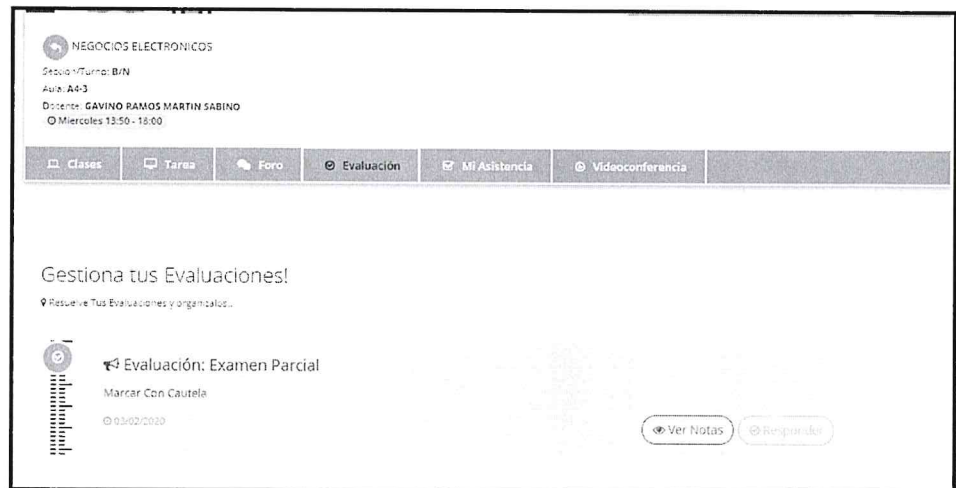 NEGOCIOS ELECTRONICOS
Sección/Turno: B/N
Aula: A4-3
Docente: GAVINO RAMOS MARTIN SABINO
Miercoles 13:50 - 18:00
Clases Tarea Foro Evaluación Mi Asistencia Videoconferencia
Gestiona tus Evaluaciones!
Resuelve Tus Evaluaciones y organizalos..
Evaluación: Examen Parcial
Marcar Con Cautela
03/02/2020
Ver Notas Responder